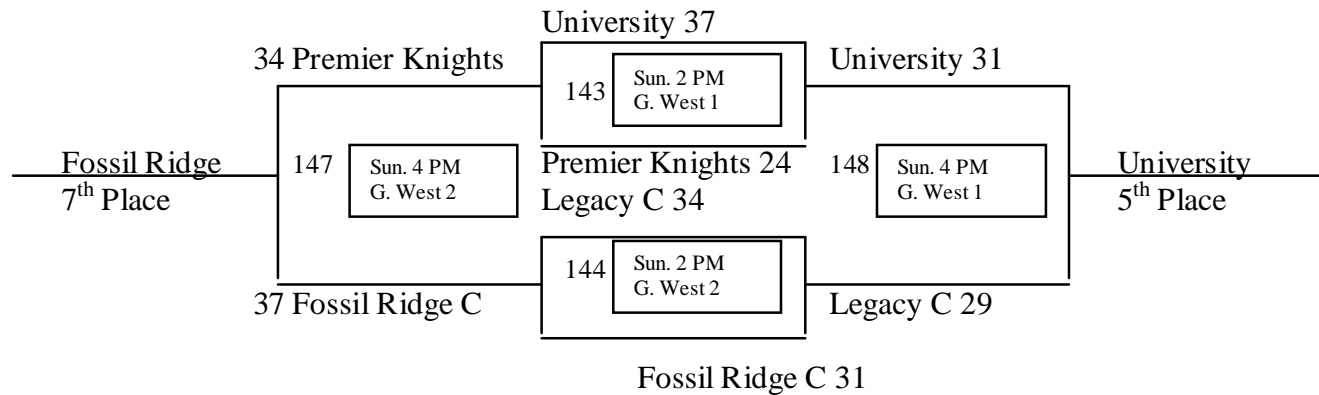 University 37
34 Premier Knights
University 31
143
Sun. 2 PM
G. West 1
Fossil Ridge
7th Place
147
Sun. 4 PM
G. West 2
Premier Knights 24
Legacy C 34
148
Sun. 4 PM
G. West 1
University
5th Place
144
Sun. 2 PM
G. West 2
37 Fossil Ridge C
Legacy C 29
Fossil Ridge C 31